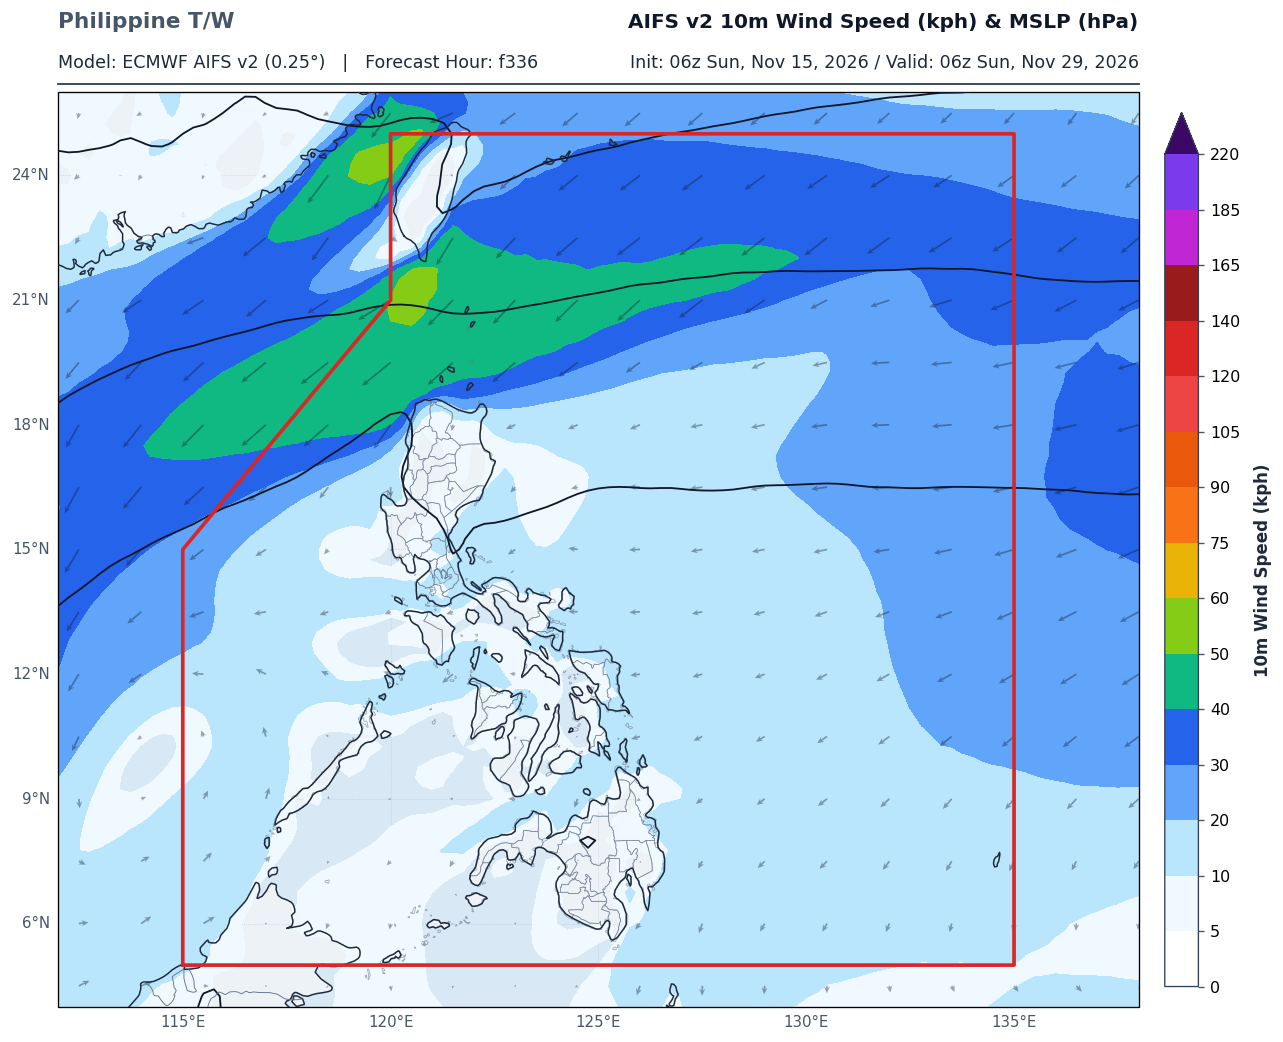 Philippine T/W
AIFS v2 10m Wind Speed (kph) & MSLP (hPa)
Model: ECMWF AIFS v2 (0.25°) | Forecast Hour: f336
Init: 06z Sun, Nov 15, 2026 / Valid: 06z Sun, Nov 29, 2026
24°N
21°N
18°N
15°N
12°N
9°N
6°N
115°E
120°E
125°E
130°E
135°E
220
185
165
140
120
105
90
75
60
50
40
30
20
10
5
0
10m Wind Speed (kph)